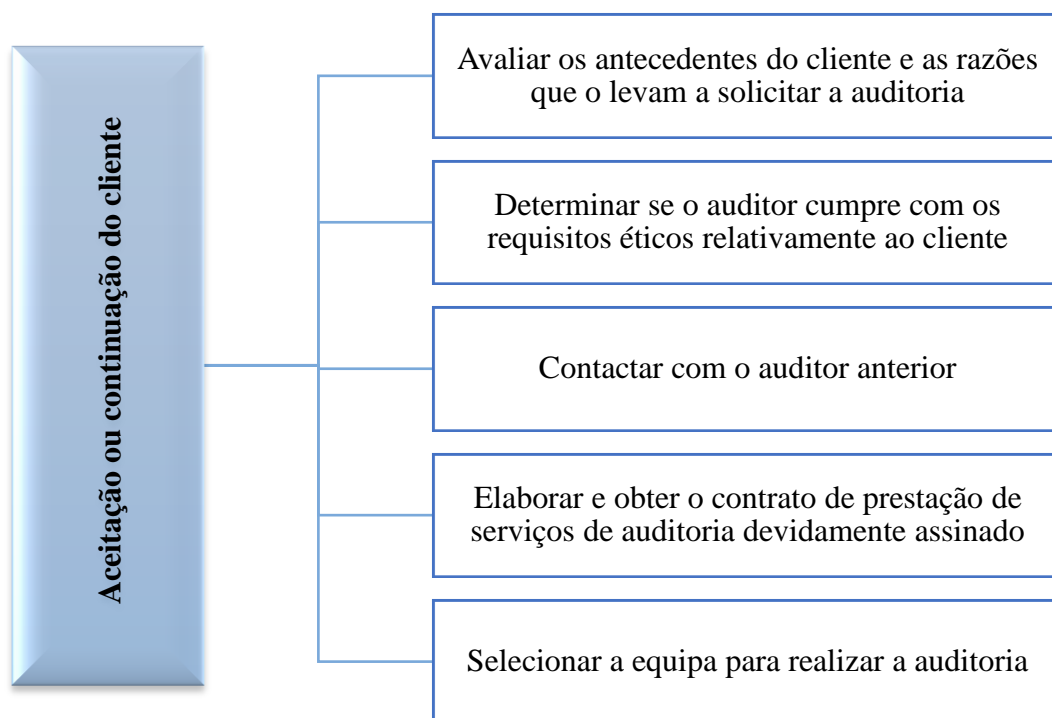 Aceitação ou continuação do cliente
Avaliar os antecedentes do cliente e as razões
que o levam a solicitar a auditoria
Determinar se o auditor cumpre com os
requisitos éticos relativamente ao cliente
Contactar com o auditor anterior
Elaborar e obter o contrato de prestação de
serviços de auditoria devidamente assinado
Selecionar a equipa para realizar a auditoria